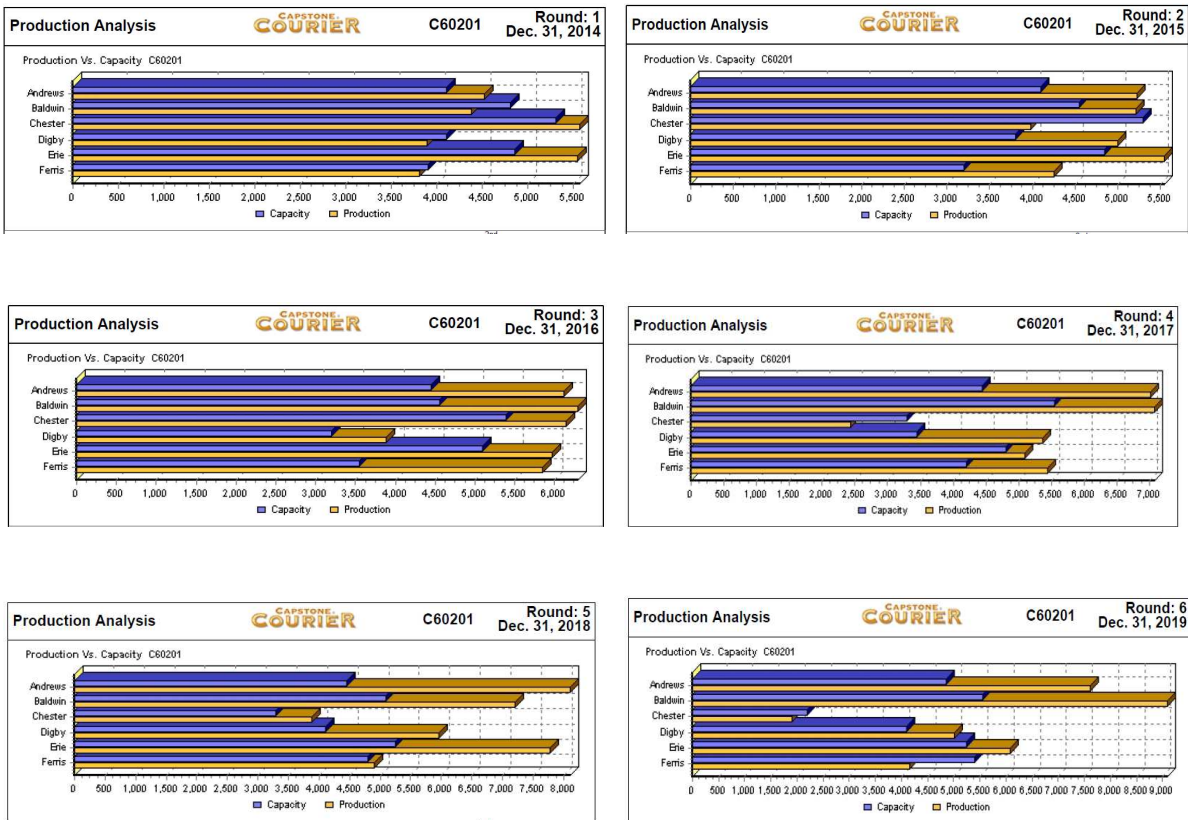 Production Analysis
CAPSTONE
COURIER
C60201
Round: 1
Dec. 31, 2014
Production Vs. Capacity C60201
Andrews
Baldwin
Chester
Digby
Erie
Ferris
0 500 1,000 1,500 2,000 2,500 3,000 3,500 4,000 4,500 5,000 5,500
Capacity Production
Production Analysis
CAPSTONE
COURIER
C60201
Round: 2
Dec. 31, 2015
Production Vs. Capacity C60201
Andrews
Baldwin
Chester
Digby
Erie
Ferris
0 500 1,000 1,500 2,000 2,500 3,000 3,500 4,000 4,500 5,000 5,500
Capacity Production
Production Analysis
CAPSTONE
COURIER
C60201
Round: 3
Dec. 31, 2016
Production Vs. Capacity C60201
Andrews
Baldwin
Chester
Digby
Erie
Ferris
0 500 1,000 1,500 2,000 2,500 3,000 3,500 4,000 4,500 5,000 5,500 6,000
Capacity Production
Production Analysis
CAPSTONE
COURIER
C60201
Round: 4
Dec. 31, 2017
Production Vs. Capacity C60201
Andrews
Baldwin
Chester
Digby
Erie
Ferris
0 500 1,000 1,500 2,000 2,500 3,000 3,500 4,000 4,500 5,000 5,500 6,000 6,500 7,000
Capacity Production
Production Analysis
CAPSTONE
COURIER
C60201
Round: 5
Dec. 31, 2018
Production Vs. Capacity C60201
Andrews
Baldwin
Chester
Digby
Erie
Ferris
0 500 1,000 1,500 2,000 2,500 3,000 3,500 4,000 4,500 5,000 5,500 6,000 6,500 7,000 7,500 8,000
Capacity Production
Production Analysis
CAPSTONE
COURIER
C60201
Round: 6
Dec. 31, 2019
Production Vs. Capacity C60201
Andrews
Baldwin
Chester
Digby
Erie
Ferris
0 500 1,000 1,500 2,000 2,500 3,000 3,500 4,000 4,500 5,000 5,500 6,000 6,500 7,000 7,500 8,000 8,500 9,000
Capacity Production